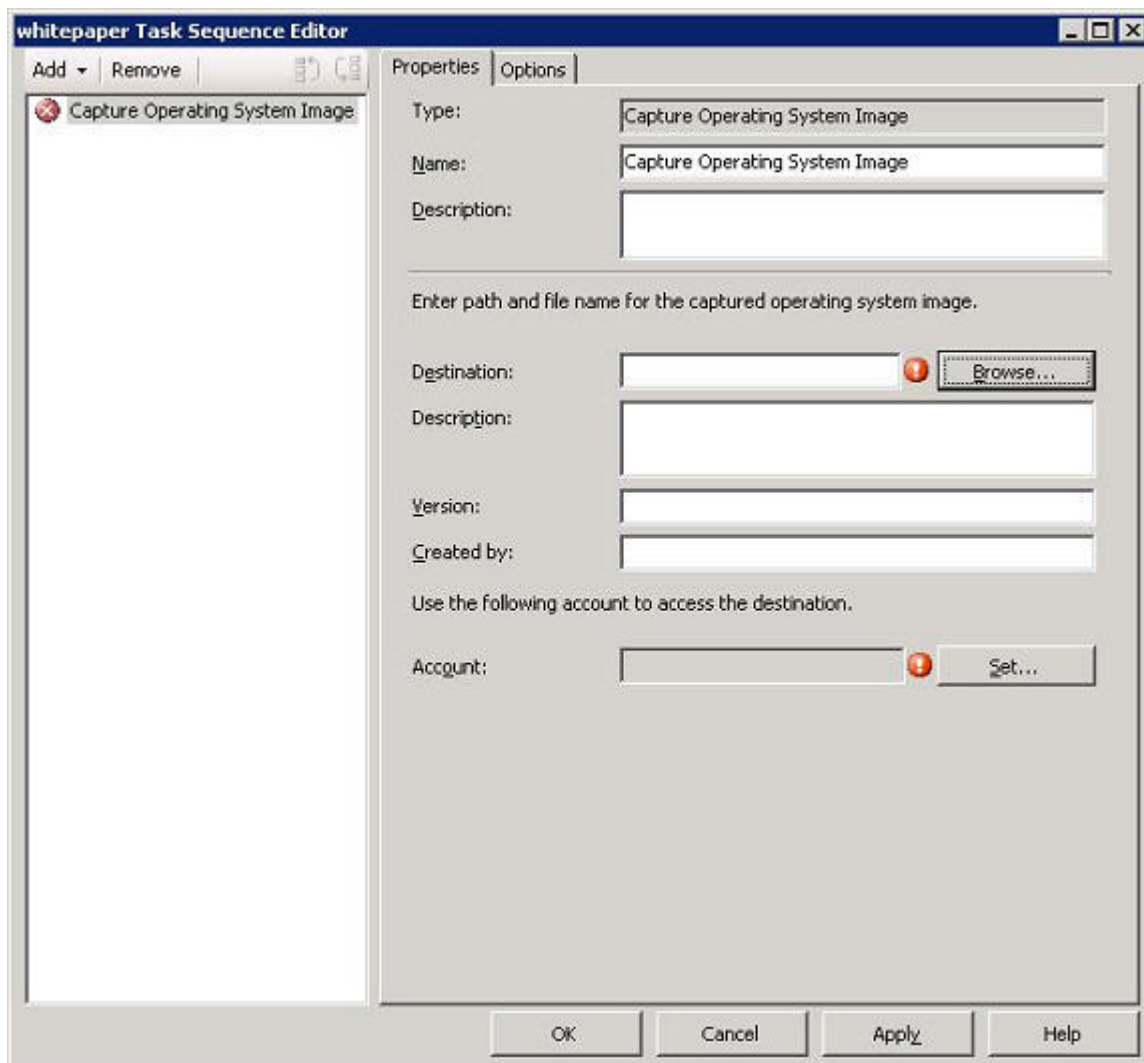 whitepaper Task Sequence Editor
Add Remove
Capture Operating System Image
Properties Options
Type: Capture Operating System Image
Name: Capture Operating System Image
Description:
Enter path and file name for the captured operating system image.
Destination: Browse...
Description:
Version:
Created by:
Use the following account to access the destination.
Account: Set...
OK Cancel Apply Help